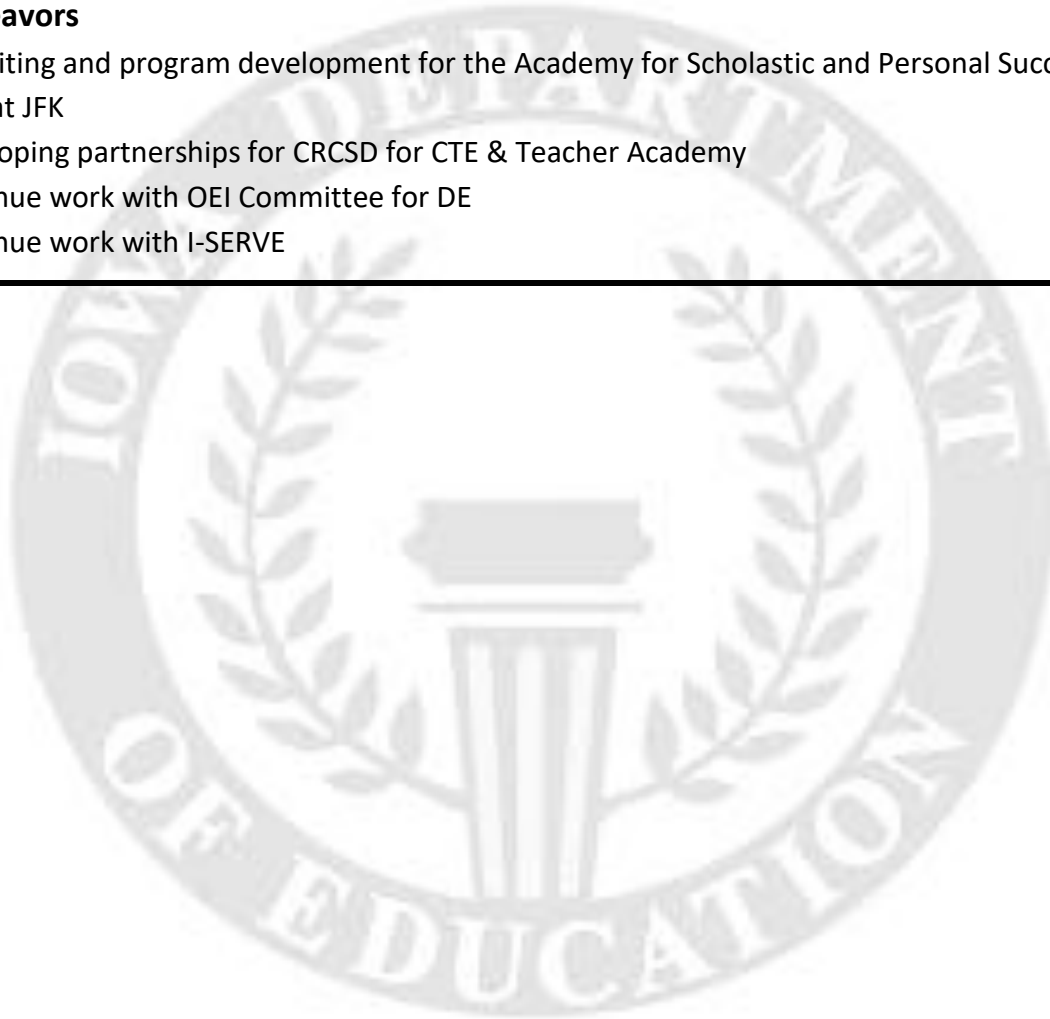 avors
iting and program development for the Academy for Scholastic and Personal Succ
at JFK
oping partnerships for CRCSD for CTE & Teacher Academy
nue work with OEI Committee for DE
nue work with I-SERVE
IOWA DEPARTMENT
OF EDUCATION